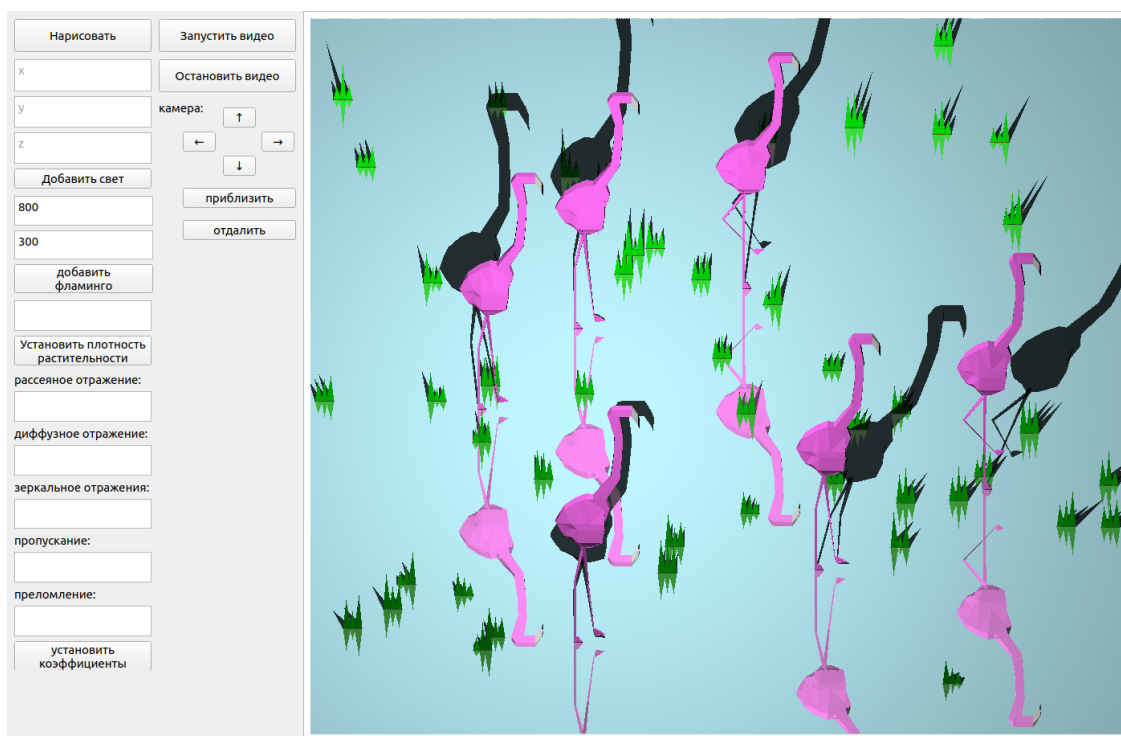 Нарисовать
x
y
z
Добавить свет
800
300
добавить
фламинго
Установить плотность
растительности
рассеяное отражение:
диффузное отражение:
зеркальное отражения:
пропускание:
преломление:
установить
коэффициенты
Запустить видео
Остановить видео
камера:
↑
← →
↓
приблизить
отдалить